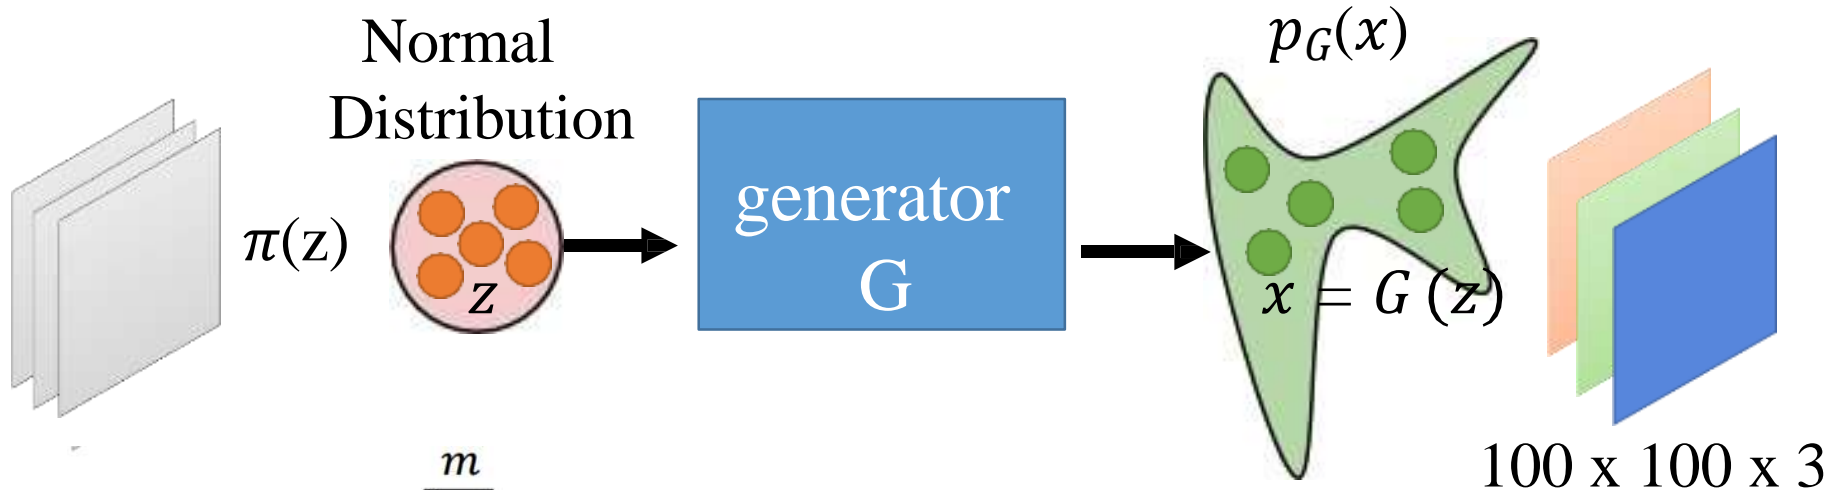 Normal
Distribution
π(z)
z
generator
G
p_G(x)
x = G (z)
100 x 100 x 3
m